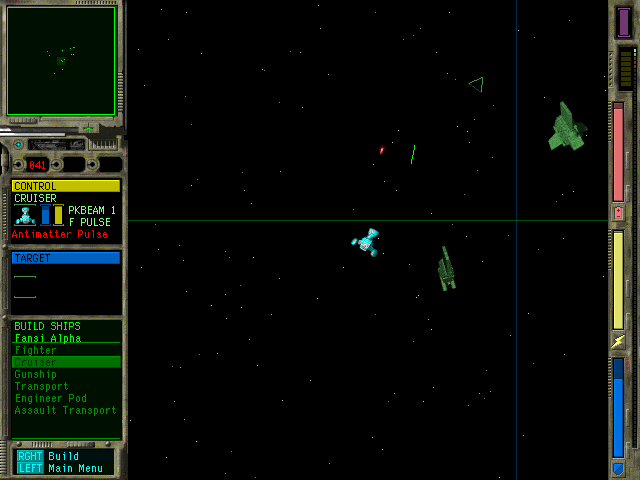 041
CONTROL
CRUISER
PKBEAM 1
F PULSE
Antimatter Pulse
TARGET
BUILD SHIPS
Fansi Alpha
Fighter
Cruiser
Gunship
Transport
Engineer Pod
Assault Transport
RGHT Build
LEFT Main Menu